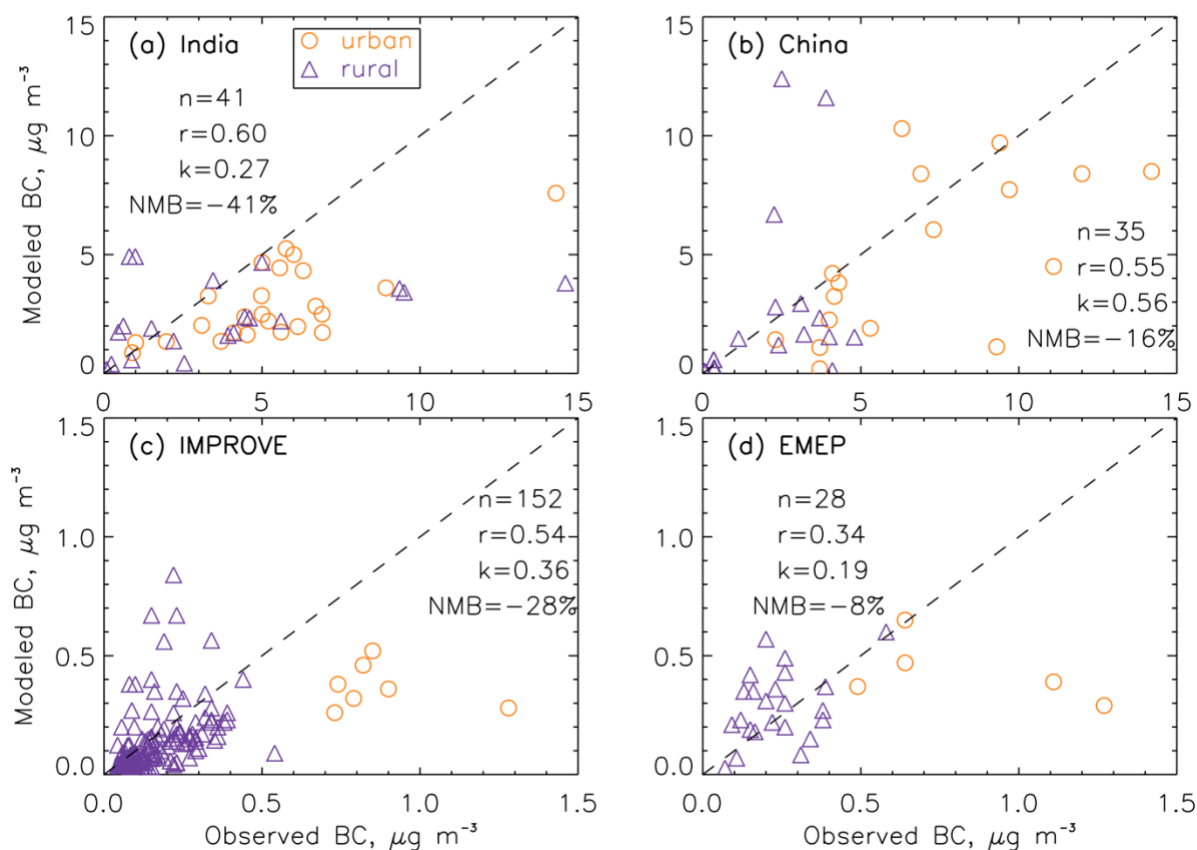 (a) India
urban
rural
n=41
r=0.60
k=0.27
NMB=−41%
15
10
5
0
Modeled BC, μg m−3
0 5 10 15
(b) China
n=35
r=0.55
k=0.56
NMB=−16%
15
10
5
0
0 5 10 15
(c) IMPROVE
n=152
r=0.54
k=0.36
NMB=−28%
1.5
1.0
0.5
0.0
Modeled BC, μg m−3
0.0 0.5 1.0 1.5
Observed BC, μg m−3
(d) EMEP
n=28
r=0.34
k=0.19
NMB=−8%
1.5
1.0
0.5
0.0
0.0 0.5 1.0 1.5
Observed BC, μg m−3